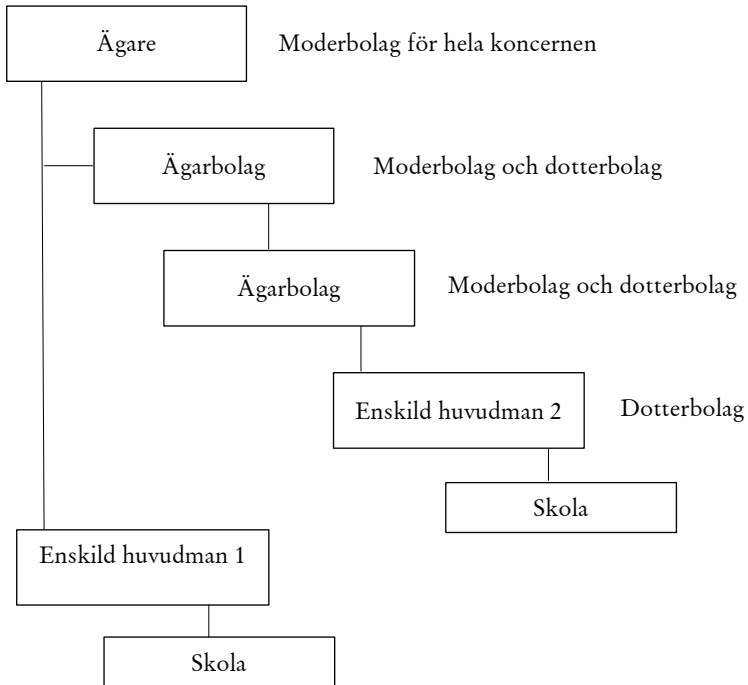 Ägare
Moderbolag för hela koncernen
Ägarbolag
Moderbolag och dotterbolag
Ägarbolag
Moderbolag och dotterbolag
Enskild huvudman 2
Dotterbolag
Skola
Enskild huvudman 1
Skola